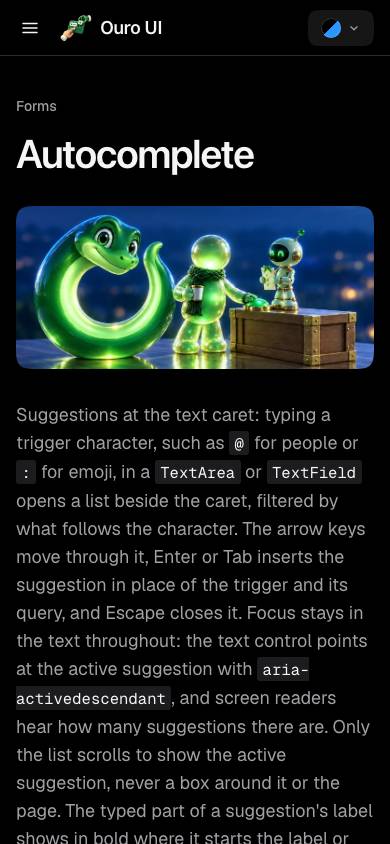 Ouro UI
Forms
Autocomplete
Suggestions at the text caret: typing a
trigger character, such as @ for people or
: for emoji, in a TextArea or TextField
opens a list beside the caret, filtered by
what follows the character. The arrow keys
move through it, Enter or Tab inserts the
suggestion in place of the trigger and its
query, and Escape closes it. Focus stays in
the text throughout: the text control points
at the active suggestion with aria-
activedescendant, and screen readers
hear how many suggestions there are. Only
the list scrolls to show the active
suggestion, never a box around it or the
page. The typed part of a suggestion's label
shows in bold where it starts the label or